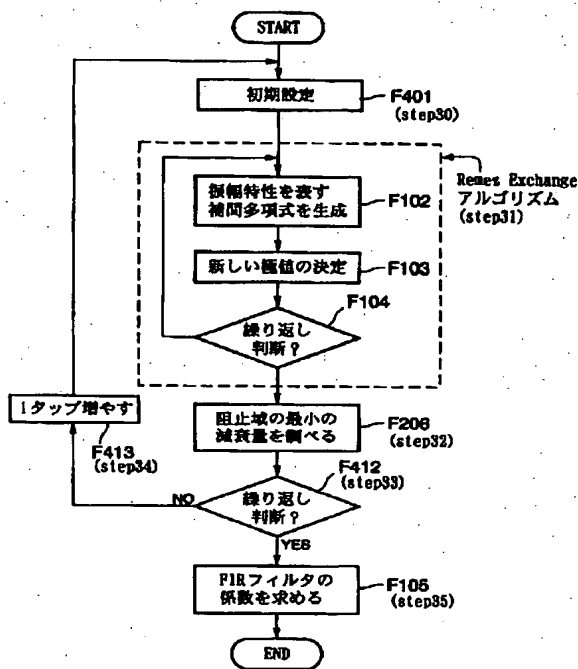 START
初期設定
F401
(step30)
Remez Exchange
アルゴリズム
(step31)
振幅特性を表す
補間多項式を生成
F102
新しい極値の決定
F103
F104
繰り返し
判断?
1タップ増やす
F413
(step34)
阻止域の最小の
減衰量を調べる
F206
(step32)
F412
(step33)
繰り返し
判断?
NO
YES
FIRフィルタの
係数を求める
F105
(step35)
END